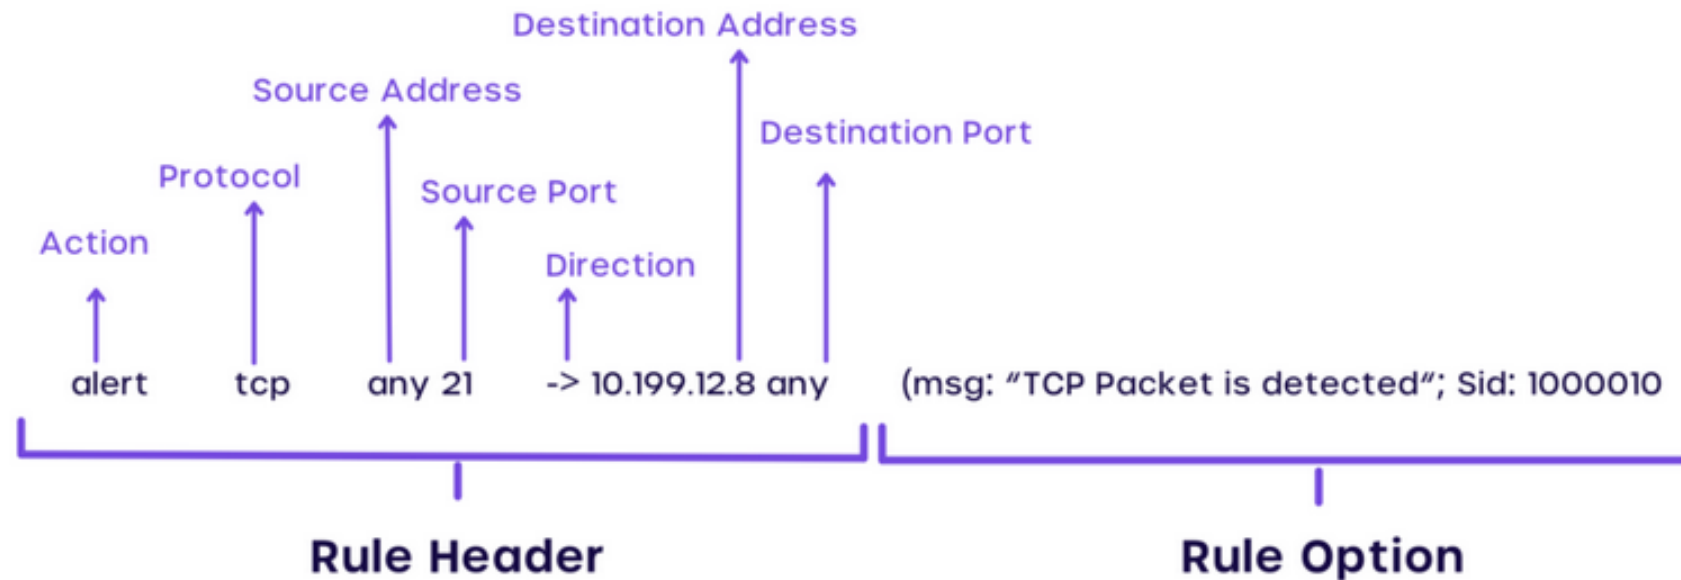 Destination Address
Source Address
Destination Port
Protocol
Source Port
Action
Direction
alert tcp any 21 -> 10.199.12.8 any (msg: “TCP Packet is detected”; Sid: 1000010
Rule Header
Rule Option